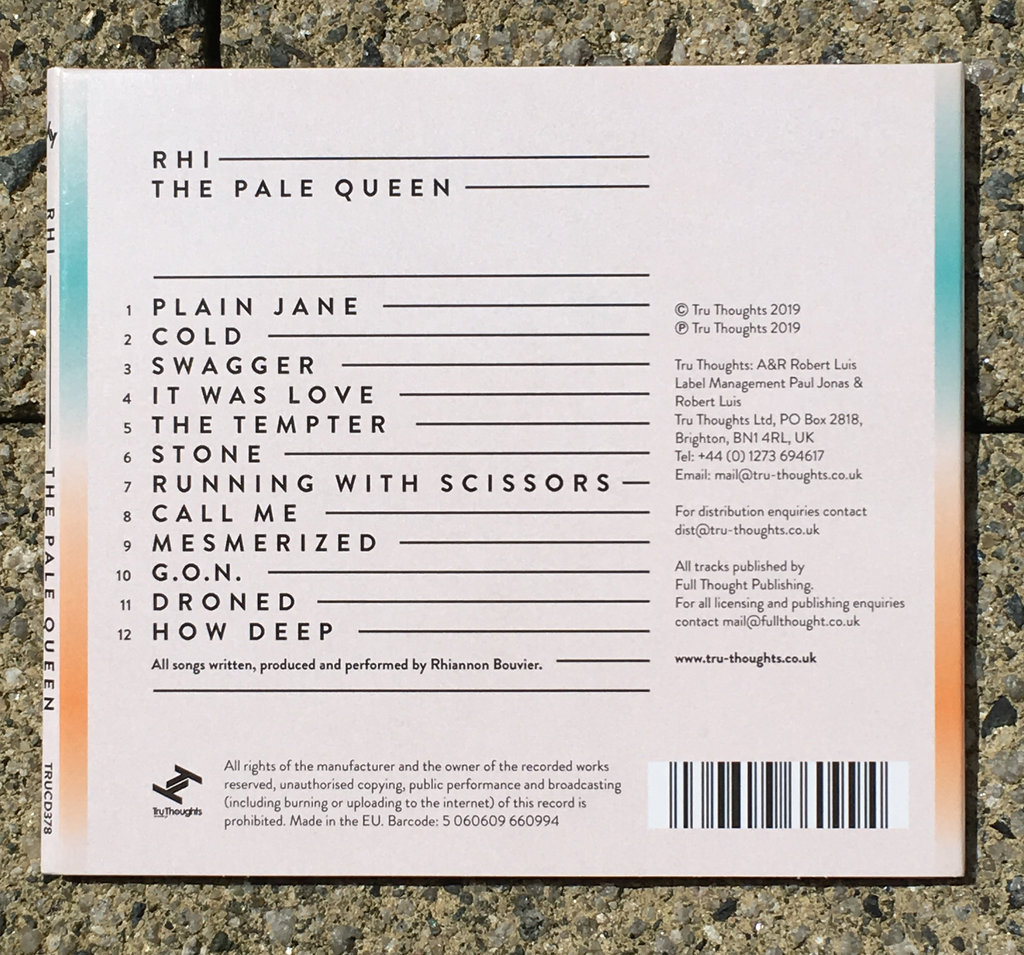 RHI
THE PALE QUEEN
1 PLAIN JANE
2 COLD
3 SWAGGER
4 IT WAS LOVE
5 THE TEMPTER
6 STONE
7 RUNNING WITH SCISSORS
8 CALL ME
9 MESMERIZED
10 G.O.N.
11 DRONED
12 HOW DEEP
All songs written, produced and performed by Rhiannon Bouvier.
© Tru Thoughts 2019
℗ Tru Thoughts 2019
Tru Thoughts: A&R Robert Luis
Label Management Paul Jonas &
Robert Luis
Tru Thoughts Ltd, PO Box 2818,
Brighton, BN1 4RL, UK
Tel: +44 (0) 1273 694617
Email: mail@tru-thoughts.co.uk
For distribution enquiries contact
dist@tru-thoughts.co.uk
All tracks published by
Full Thought Publishing.
For all licensing and publishing enquiries
contact mail@fullthought.co.uk
www.tru-thoughts.co.uk
TruThoughts
All rights of the manufacturer and the owner of the recorded works
reserved, unauthorised copying, public performance and broadcasting
(including burning or uploading to the internet) of this record is
prohibited. Made in the EU. Barcode: 5 060609 660994
RHI THE PALE QUEEN TRUCD378